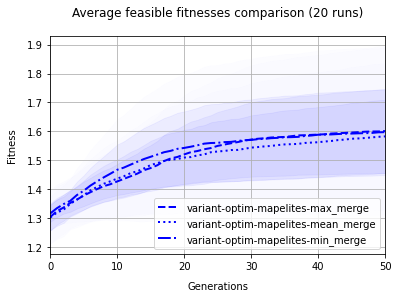 Average feasible fitnesses comparison (20 runs)
1.9
1.8
1.7
1.6
1.5
1.4
1.3
1.2
Fitness
variant-optim-mapelites-max_merge
variant-optim-mapelites-mean_merge
variant-optim-mapelites-min_merge
0 10 20 30 40 50
Generations